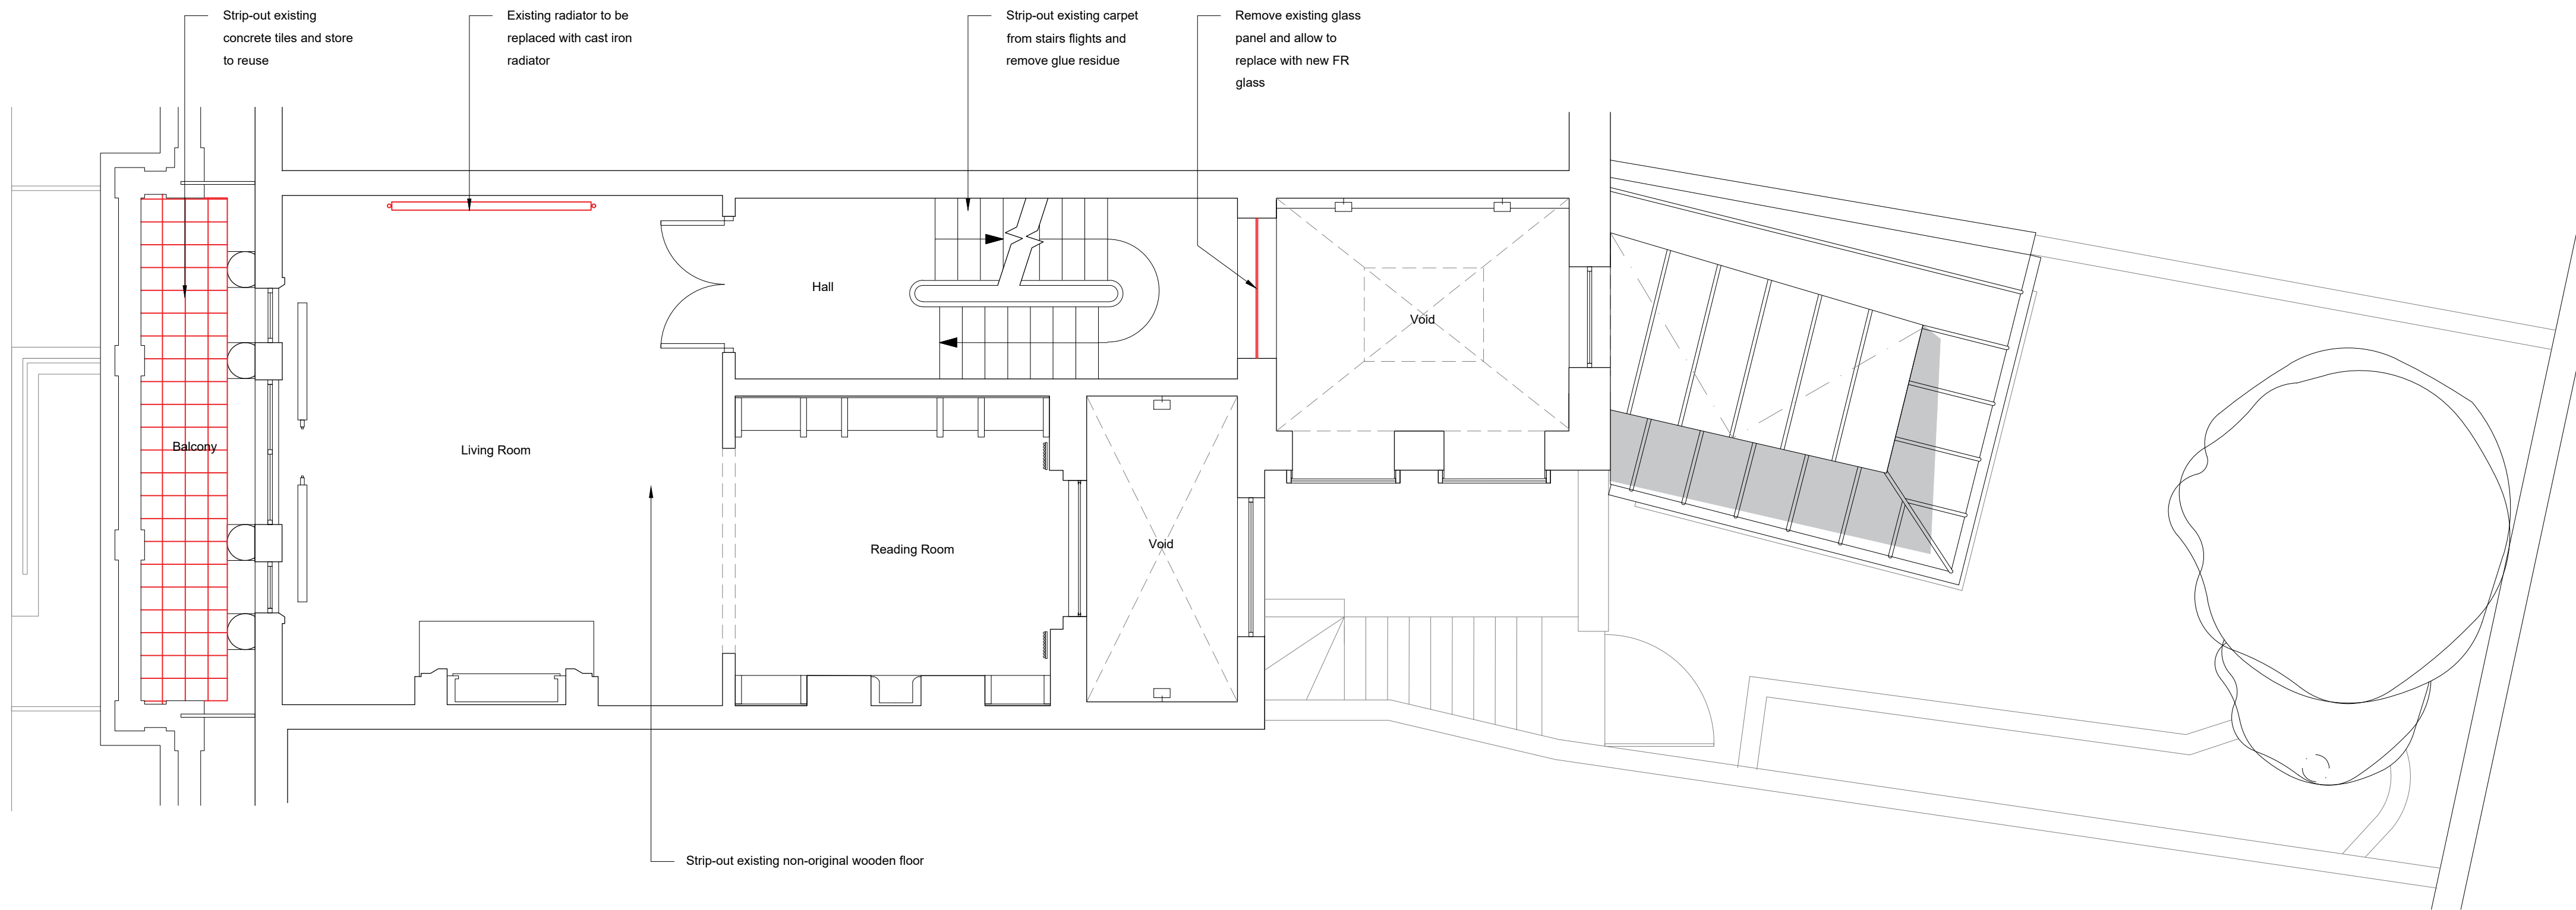 Strip-out existing
concrete tiles and store
to reuse
Existing radiator to be
replaced with cast iron
radiator
Strip-out existing carpet
from stairs flights and
remove glue residue
Remove existing glass
panel and allow to
replace with new FR
glass
Hall
Void
Balcony
Living Room
Reading Room
Void
Strip-out existing non-original wooden floor